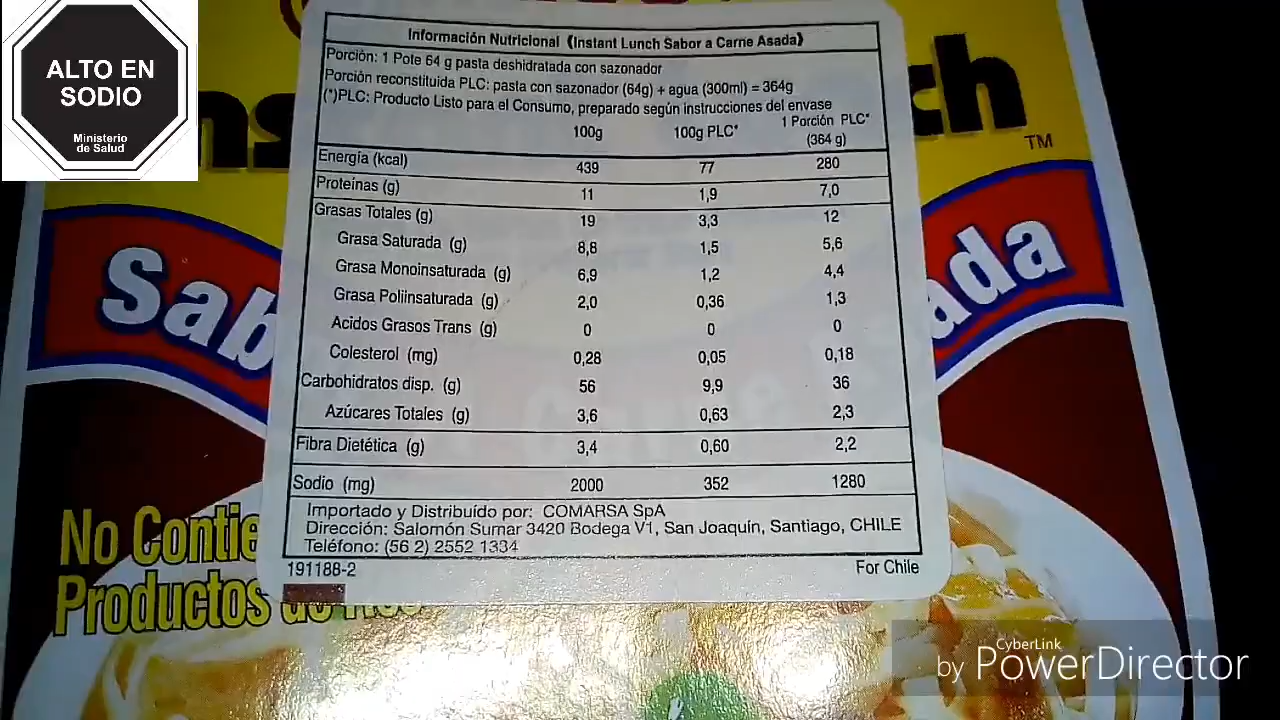 ALTO EN
SODIO
Ministerio
de Salud
ch
TM
Información Nutricional (Instant Lunch Sabor a Carne Asada)
Porción: 1 Pote 64 g pasta deshidratada con sazonador
Porción reconstituida PLC: pasta con sazonador (64g) + agua (300ml) = 364g
(*)PLC: Producto Listo para el Consumo, preparado según instrucciones del envase
100g 100g PLC* 1 Porción PLC*
(364 g)
Energía (kcal) 439 77 280
Proteínas (g) 11 1,9 7,0
Grasas Totales (g) 19 3,3 12
Grasa Saturada (g) 8,8 1,5 5,6
Grasa Monoinsaturada (g) 6,9 1,2 4,4
Grasa Poliinsaturada (g) 2,0 0,36 1,3
Acidos Grasos Trans (g) 0 0 0
Colesterol (mg) 0,28 0,05 0,18
Carbohidratos disp. (g) 56 9,9 36
Azúcares Totales (g) 3,6 0,63 2,3
Fibra Dietética (g) 3,4 0,60 2,2
Sodio (mg) 2000 352 1280
Importado y Distribuído por: COMARSA SpA
Dirección: Salomón Sumar 3420 Bodega V1, San Joaquín, Santiago, CHILE
Teléfono: (56 2) 2552 1334
191188-2 For Chile
Sab ada
No Contie
Productos
CyberLink
by PowerDirector